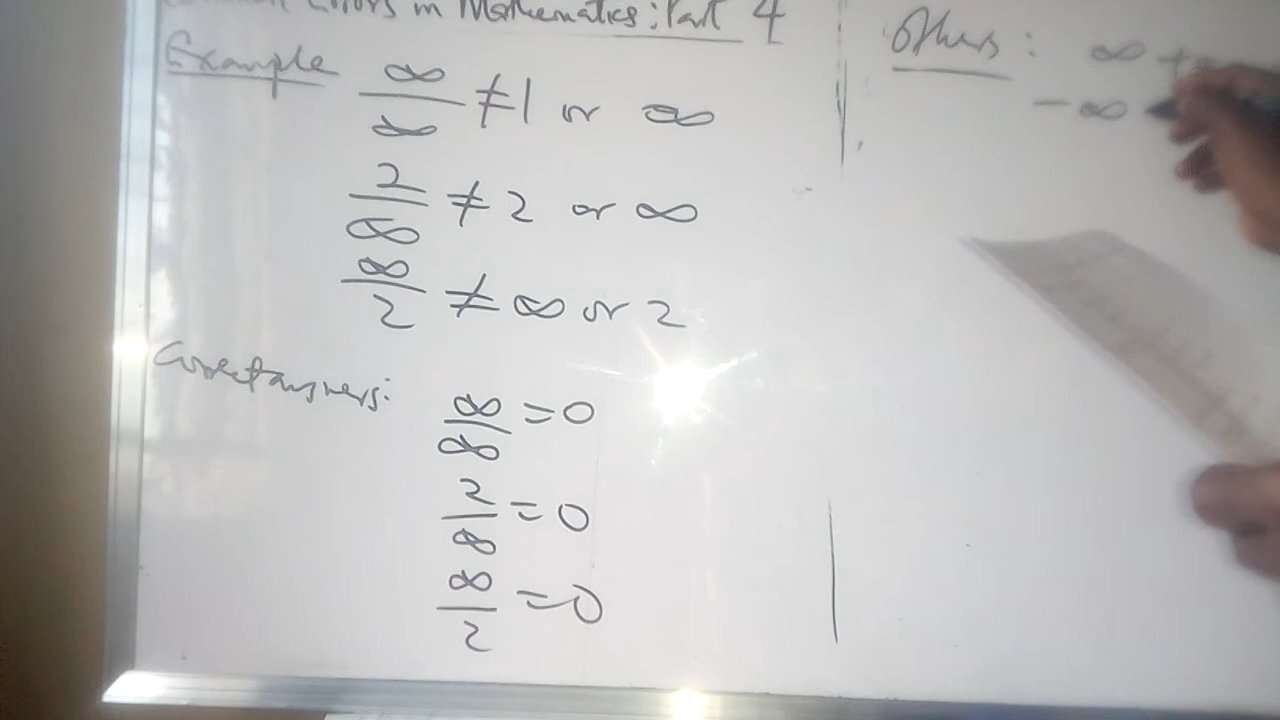 Common Errors in Mathematics: Part 4
Example ∞/∞ ≠ 1 or ∞
2/∞ ≠ 2 or ∞
∞/2 ≠ ∞ or 2
Correct answers:
∞/∞ = 0
2/∞ = 0
∞/2 = 0
Others: ∞ +
-∞